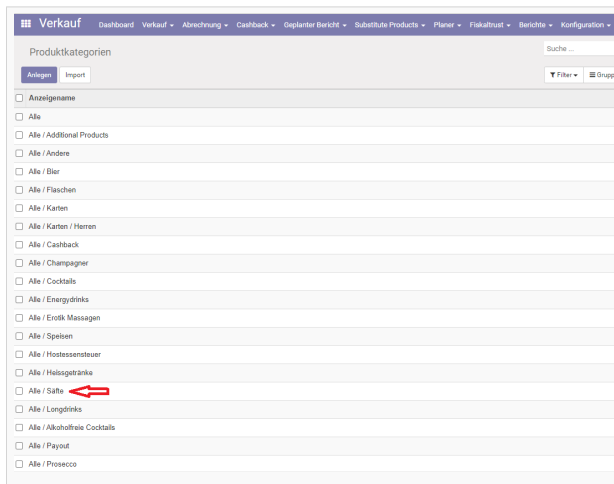 Verkauf Dashboard Verkauf Abrechnung Cashback Geplanter Bericht Substitute Products Planer Fiskaltrust Berichte Konfiguration
Produktkategorien
Suche ...
Anlegen Import
Filter Grupp
Anzeigename
Alle
Alle / Additional Products
Alle / Andere
Alle / Bier
Alle / Flaschen
Alle / Karten
Alle / Karten / Herren
Alle / Cashback
Alle / Champagner
Alle / Cocktails
Alle / Energydrinks
Alle / Erotik Massagen
Alle / Speisen
Alle / Hostessensteuer
Alle / Heissgetränke
Alle / Säfte
Alle / Longdrinks
Alle / Alkoholfreie Cocktails
Alle / Payout
Alle / Prosecco